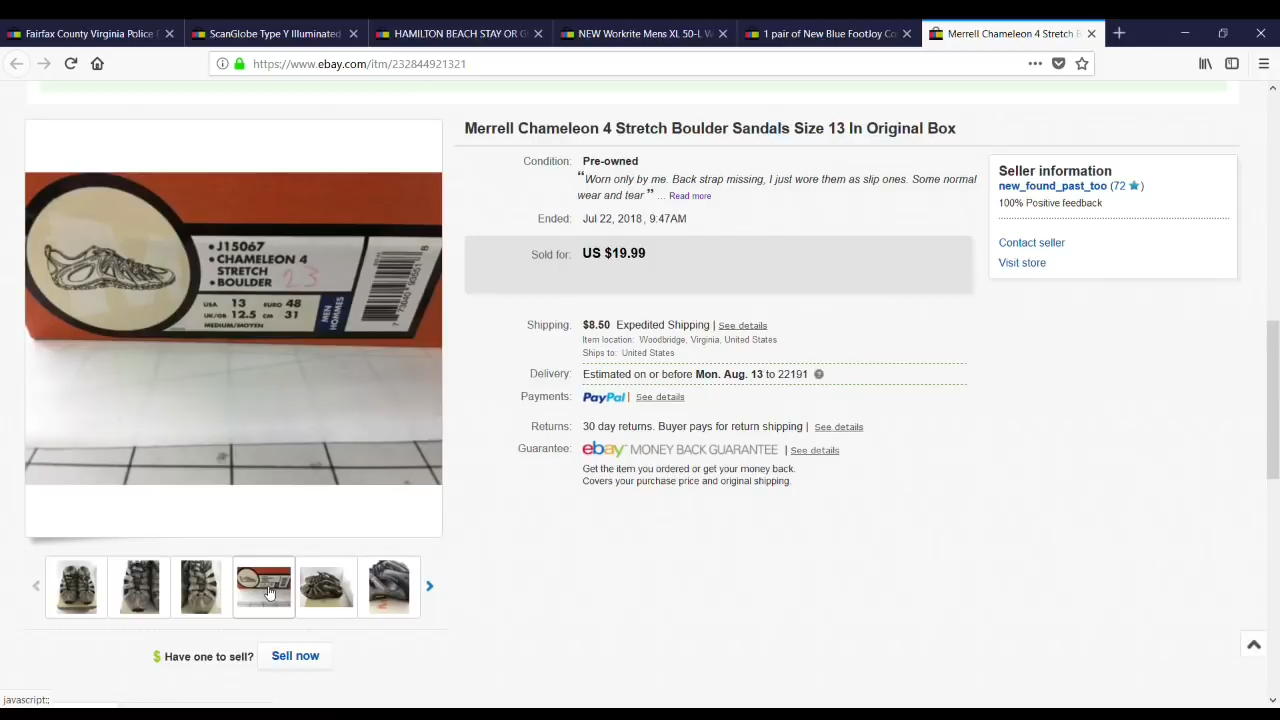 Fairfax County Virginia Police
ScanGlobe Type Y Illuminated
HAMILTON BEACH STAY OR G
NEW Workrite Mens XL 50-L W
1 pair of New Blue FootJoy Co
Merrell Chameleon 4 Stretch B
https://www.ebay.com/itm/232844921321
Merrell Chameleon 4 Stretch Boulder Sandals Size 13 In Original Box
Condition: Pre-owned
“Worn only by me. Back strap missing, I just wore them as slip ones. Some normal
wear and tear ” ... Read more
Ended: Jul 22, 2018 , 9:47AM
Sold for: US $19.99
Shipping: $8.50 Expedited Shipping | See details
Item location: Woodbridge, Virginia, United States
Ships to: United States
Delivery: Estimated on or before Mon. Aug. 13 to 22191
Payments: PayPal | See details
Returns: 30 day returns. Buyer pays for return shipping | See details
Guarantee: ebay MONEY BACK GUARANTEE | See details
Get the item you ordered or get your money back.
Covers your purchase price and original shipping.
Seller information
new_found_past_too (72 )
100% Positive feedback
Contact seller
Visit store
• J15067
• CHAMELEON 4
STRETCH
• BOULDER
23
USA 13 EURO 48
UK/GB 12.5 CM 31
MEDIUM/MOYEN
MEN
HOMMES
$ Have one to sell? Sell now
javascript:;